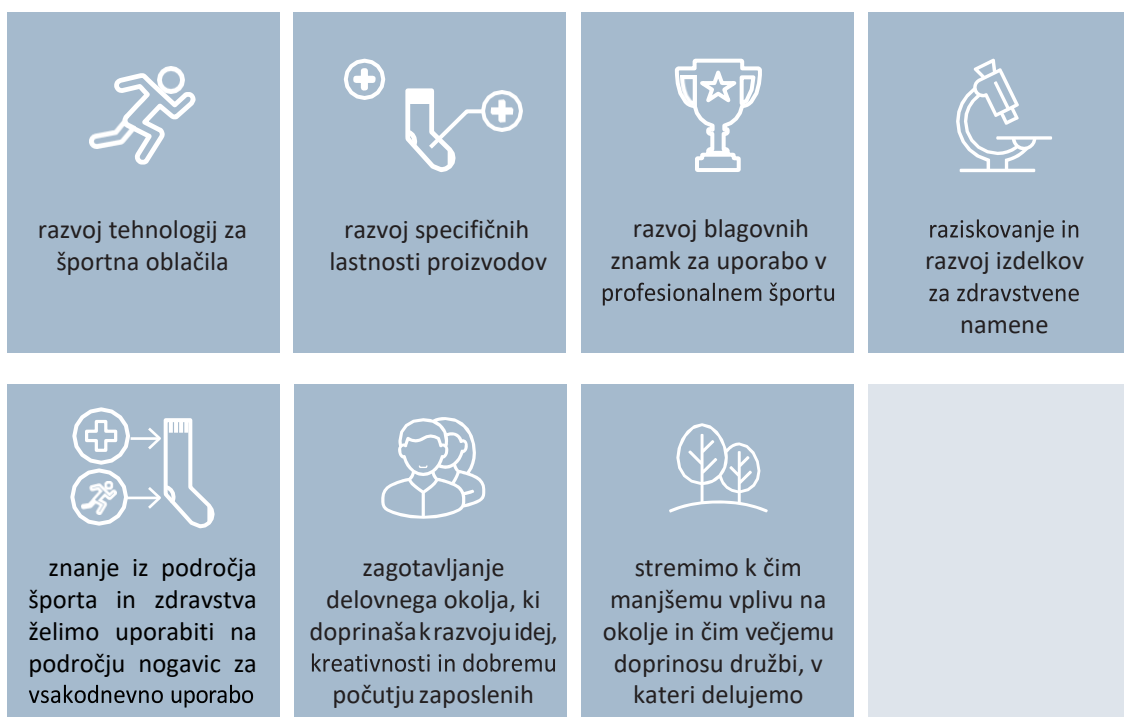 razvoj tehnologij za
športna oblačila
razvoj specifičnih
lastnosti proizvodov
razvoj blagovnih
znamk za uporabo v
profesionalnem športu
raziskovanje in
razvoj izdelkov
za zdravstvene
namene
znanje iz področja
športa in zdravstva
želimo uporabiti na
področju nogavic za
vsakodnevno uporabo
zagotavljanje
delovnega okolja, ki
doprinaša k razvoju idej,
kreativnosti in dobremu
počutju zaposlenih
stremimo k čim
manjšemu vplivu na
okolje in čim večjemu
doprinosu družbi, v
kateri delujemo